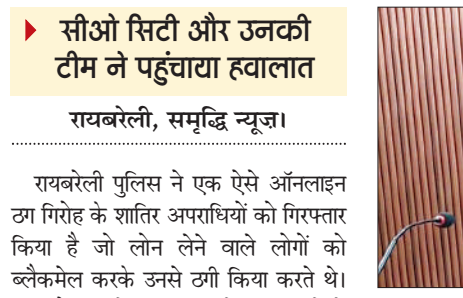 सीओ सिटी और उनकी
टीम ने पहुंचाया हवालात
रायबरेली, समृद्धि न्यूज़।
रायबरेली पुलिस ने एक ऐसे ऑनलाइन
ठग गिरोह के शातिर अपराधियों को गिरफ्तार
किया है जो लोन लेने वाले लोगों को
ब्लैकमेल करके उनसे ठगी किया करते थे।